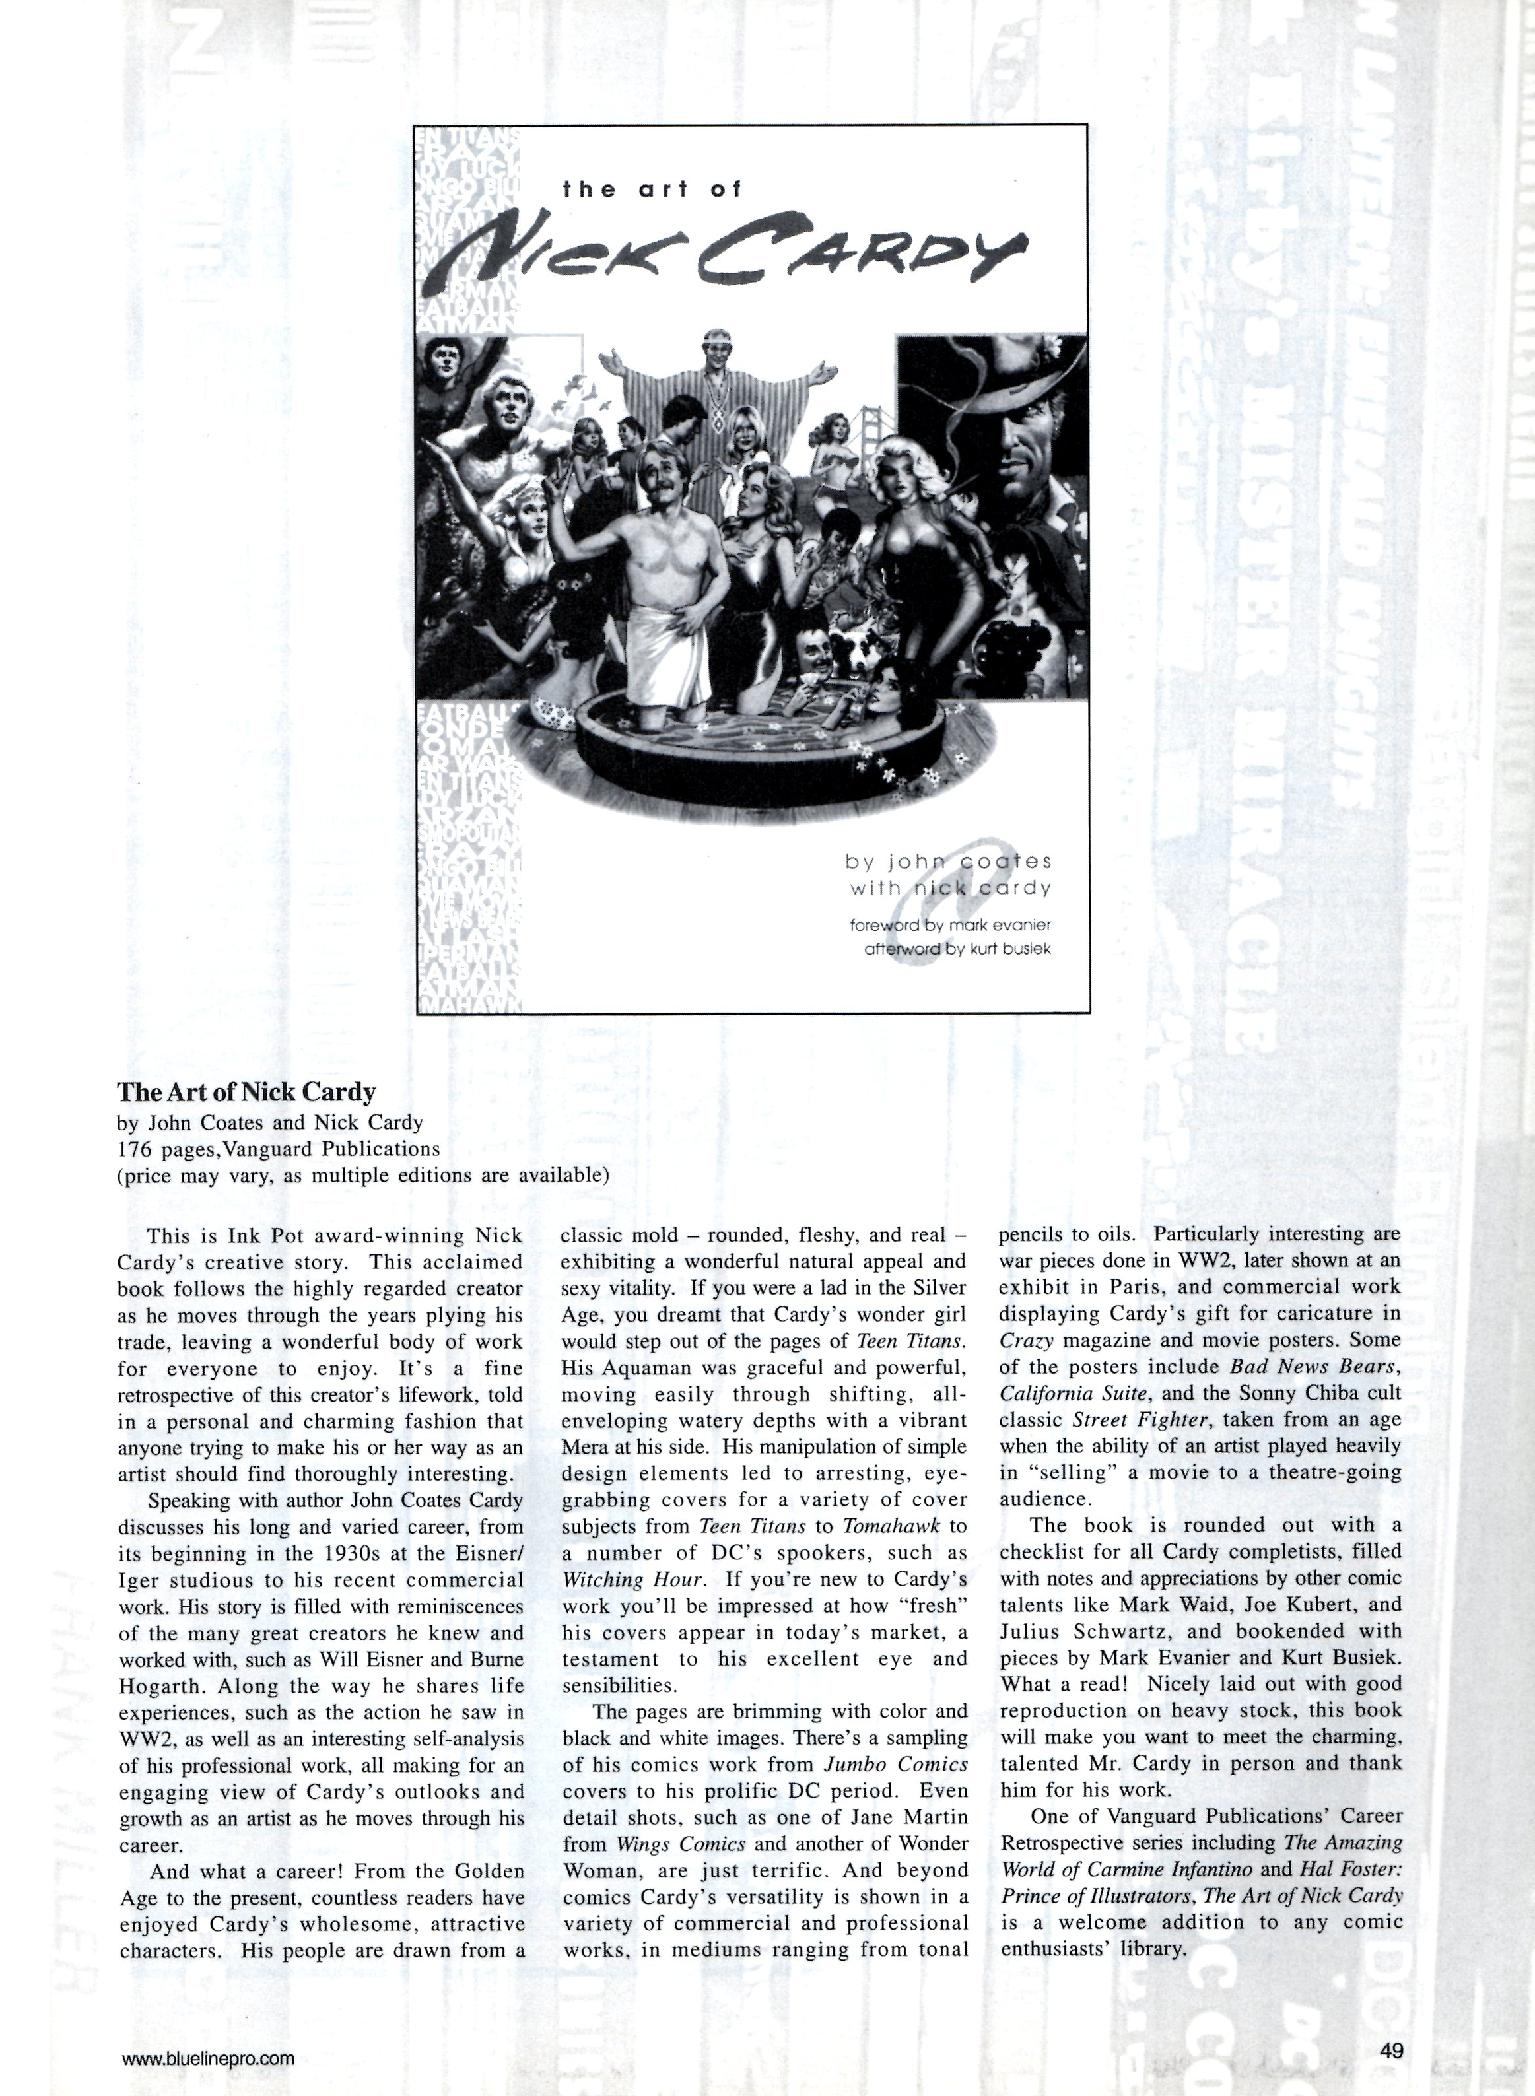 the art of
NICK CARDY
by john coates
with nick cardy
foreword by mark evanier
afterword by kurt busiek
The Art of Nick Cardy
by John Coates and Nick Cardy
176 pages,Vanguard Publications
(price may vary, as multiple editions are available)
This is Ink Pot award-winning Nick
Cardy's creative story. This acclaimed
book follows the highly regarded creator
as he moves through the years plying his
trade, leaving a wonderful body of work
for everyone to enjoy. It's a fine
retrospective of this creator's lifework, told
in a personal and charming fashion that
anyone trying to make his or her way as an
artist should find thoroughly interesting.
Speaking with author John Coates Cardy
discusses his long and varied career, from
its beginning in the 1930s at the Eisner/
Iger studious to his recent commercial
work. His story is filled with reminiscences
of the many great creators he knew and
worked with, such as Will Eisner and Burne
Hogarth. Along the way he shares life
experiences, such as the action he saw in
WW2, as well as an interesting self-analysis
of his professional work, all making for an
engaging view of Cardy's outlooks and
growth as an artist as he moves through his
career.
And what a career! From the Golden
Age to the present, countless readers have
enjoyed Cardy's wholesome, attractive
characters. His people are drawn from a
classic mold – rounded, fleshy, and real –
exhibiting a wonderful natural appeal and
sexy vitality. If you were a lad in the Silver
Age, you dreamt that Cardy's wonder girl
would step out of the pages of Teen Titans.
His Aquaman was graceful and powerful,
moving easily through shifting, all-
enveloping watery depths with a vibrant
Mera at his side. His manipulation of simple
design elements led to arresting, eye-
grabbing covers for a variety of cover
subjects from Teen Titans to Tomahawk to
a number of DC's spookers, such as
Witching Hour. If you're new to Cardy's
work you'll be impressed at how “fresh”
his covers appear in today's market, a
testament to his excellent eye and
sensibilities.
The pages are brimming with color and
black and white images. There's a sampling
of his comics work from Jumbo Comics
covers to his prolific DC period. Even
detail shots, such as one of Jane Martin
from Wings Comics and another of Wonder
Woman, are just terrific. And beyond
comics Cardy's versatility is shown in a
variety of commercial and professional
works, in mediums ranging from tonal
pencils to oils. Particularly interesting are
war pieces done in WW2, later shown at an
exhibit in Paris, and commercial work
displaying Cardy's gift for caricature in
Crazy magazine and movie posters. Some
of the posters include Bad News Bears,
California Suite, and the Sonny Chiba cult
classic Street Fighter, taken from an age
when the ability of an artist played heavily
in “selling” a movie to a theatre-going
audience.
The book is rounded out with a
checklist for all Cardy completists, filled
with notes and appreciations by other comic
talents like Mark Waid, Joe Kubert, and
Julius Schwartz, and bookended with
pieces by Mark Evanier and Kurt Busiek.
What a read! Nicely laid out with good
reproduction on heavy stock, this book
will make you want to meet the charming,
talented Mr. Cardy in person and thank
him for his work.
One of Vanguard Publications' Career
Retrospective series including The Amazing
World of Carmine Infantino and Hal Foster:
Prince of Illustrators, The Art of Nick Cardy
is a welcome addition to any comic
enthusiasts' library.
www.bluelinepro.com
49